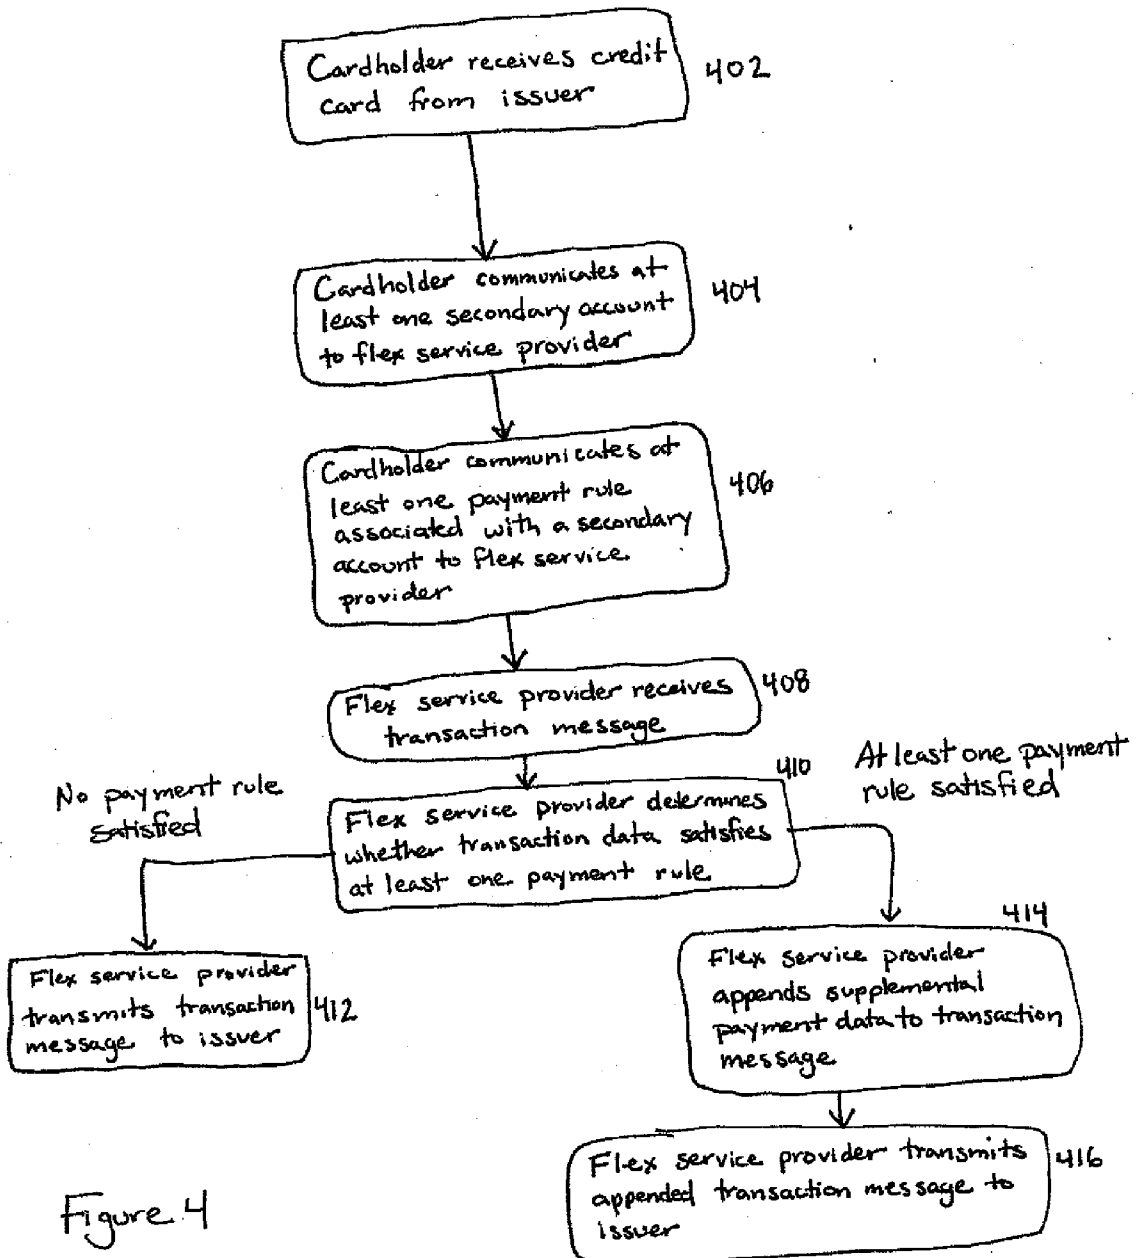 Cardholder receives credit
card from issuer
402
Cardholder communicates at
least one secondary account
to flex service provider
404
Cardholder communicates at
least one payment rule
associated with a secondary
account to flex service
provider
406
Flex service provider receives
transaction message
408
No payment rule
satisfied
410
At least one payment
rule satisfied
Flex service provider determines
whether transaction data satisfies
at least one payment rule
Flex service provider
transmits transaction
message to issuer
412
414
Flex service provider
appends supplemental
payment data to transaction
message
Flex service provider transmits
appended transaction message to
issuer
416
Figure 4